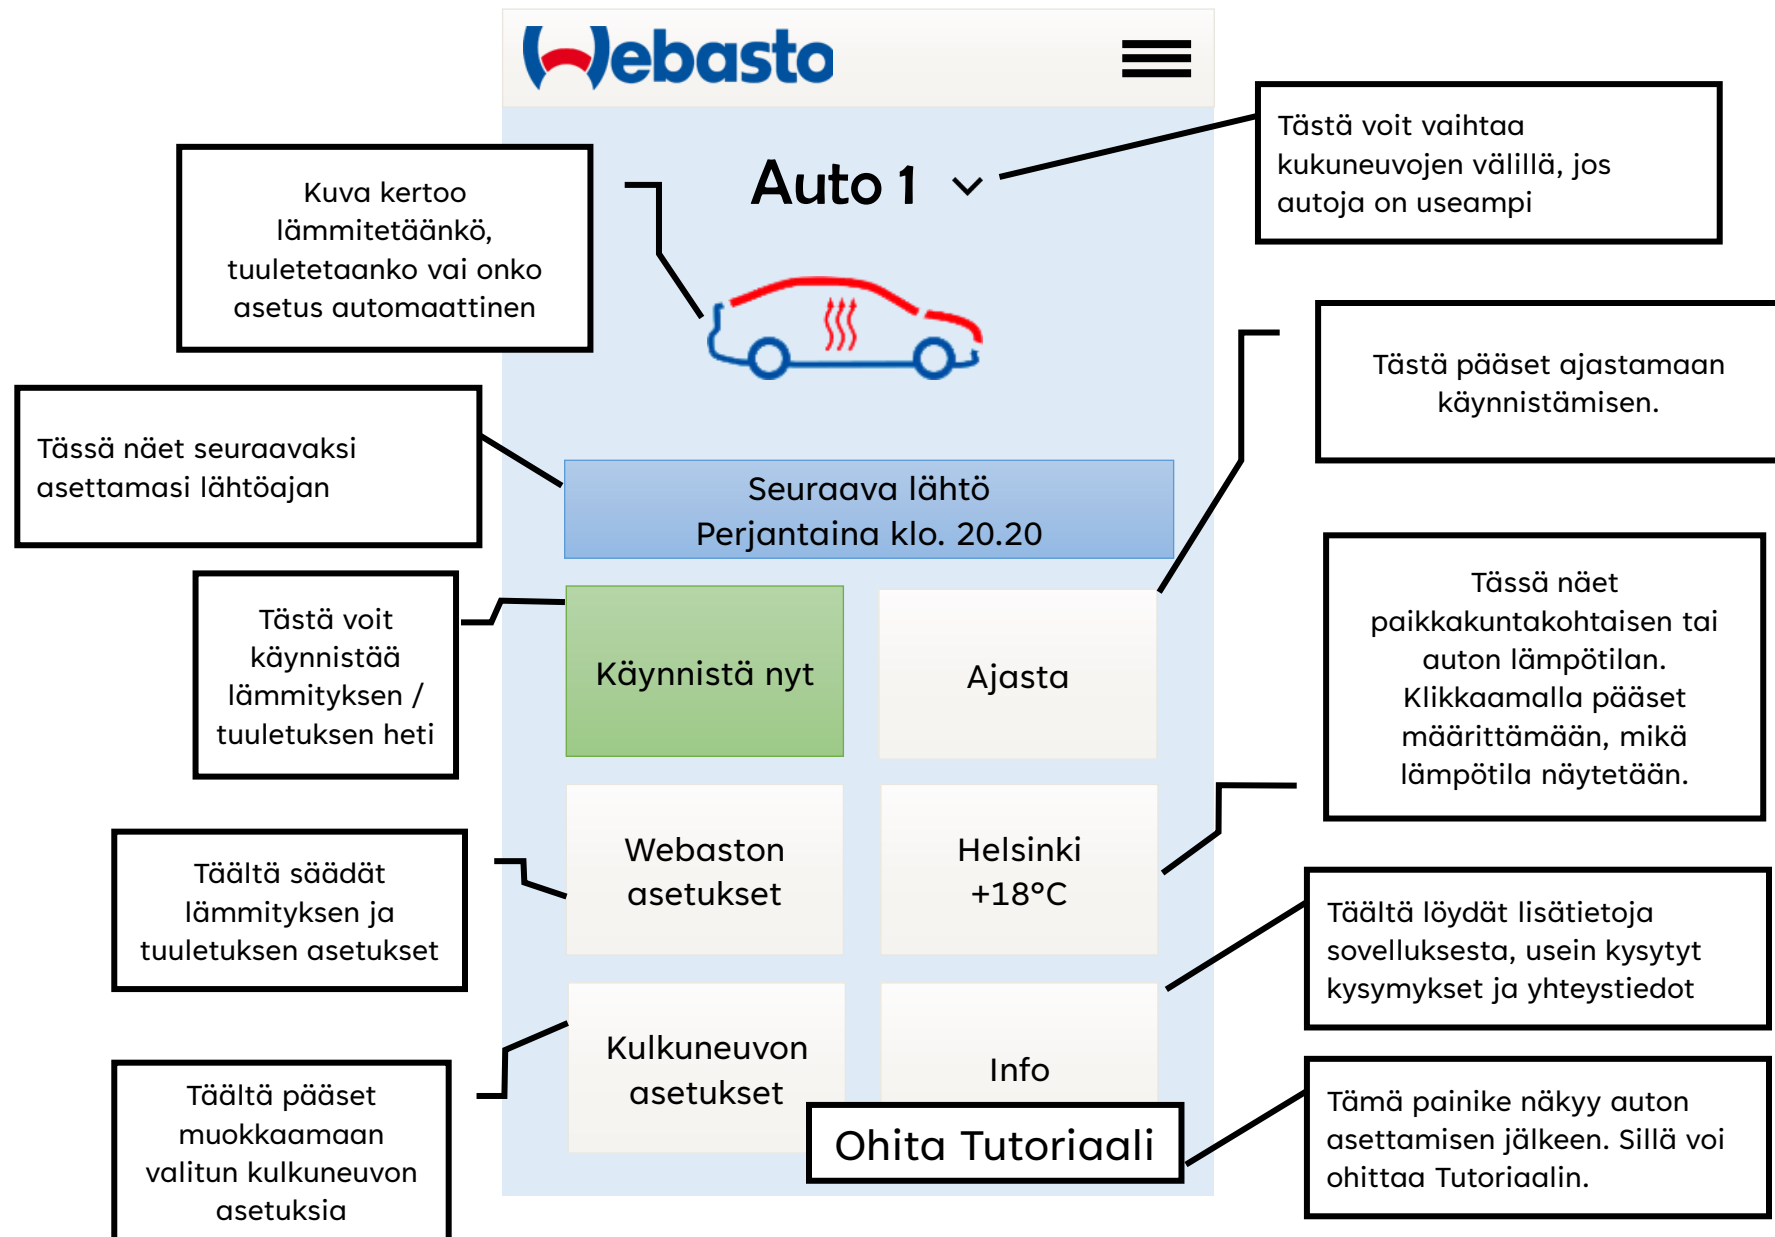 Webasto
Auto 1
Tästä voit vaihtaa
kukuneuvojen välillä, jos
autoja on useampi
Kuva kertoo
lämmitetäänkö,
tuuletetaanko vai onko
asetus automaattinen
Tästä pääset ajastamaan
käynnistämisen.
Tässä näet seuraavaksi
asettamasi lähtöajan
Seuraava lähtö
Perjantaina klo. 20.20
Tästä voit
käynnistää
lämmityksen /
tuuletuksen heti
Käynnistä nyt
Ajasta
Tässä näet
paikkakuntakohtaisen tai
auton lämpötilan.
Klikkaamalla pääset
määrittämään, mikä
lämpötila näytetään.
Täältä säädät
lämmityksen ja
tuuletuksen asetukset
Webaston
asetukset
Helsinki
+18°C
Täältä löydät lisätietoja
sovelluksesta, usein kysytyt
kysymykset ja yhteystiedot
Täältä pääset
muokkaamaan
valitun kulkuneuvon
asetuksia
Kulkuneuvon
asetukset
Info
Ohita Tutoriaali
Tämä painike näkyy auton
asettamisen jälkeen. Sillä voi
ohittaa Tutoriaalin.